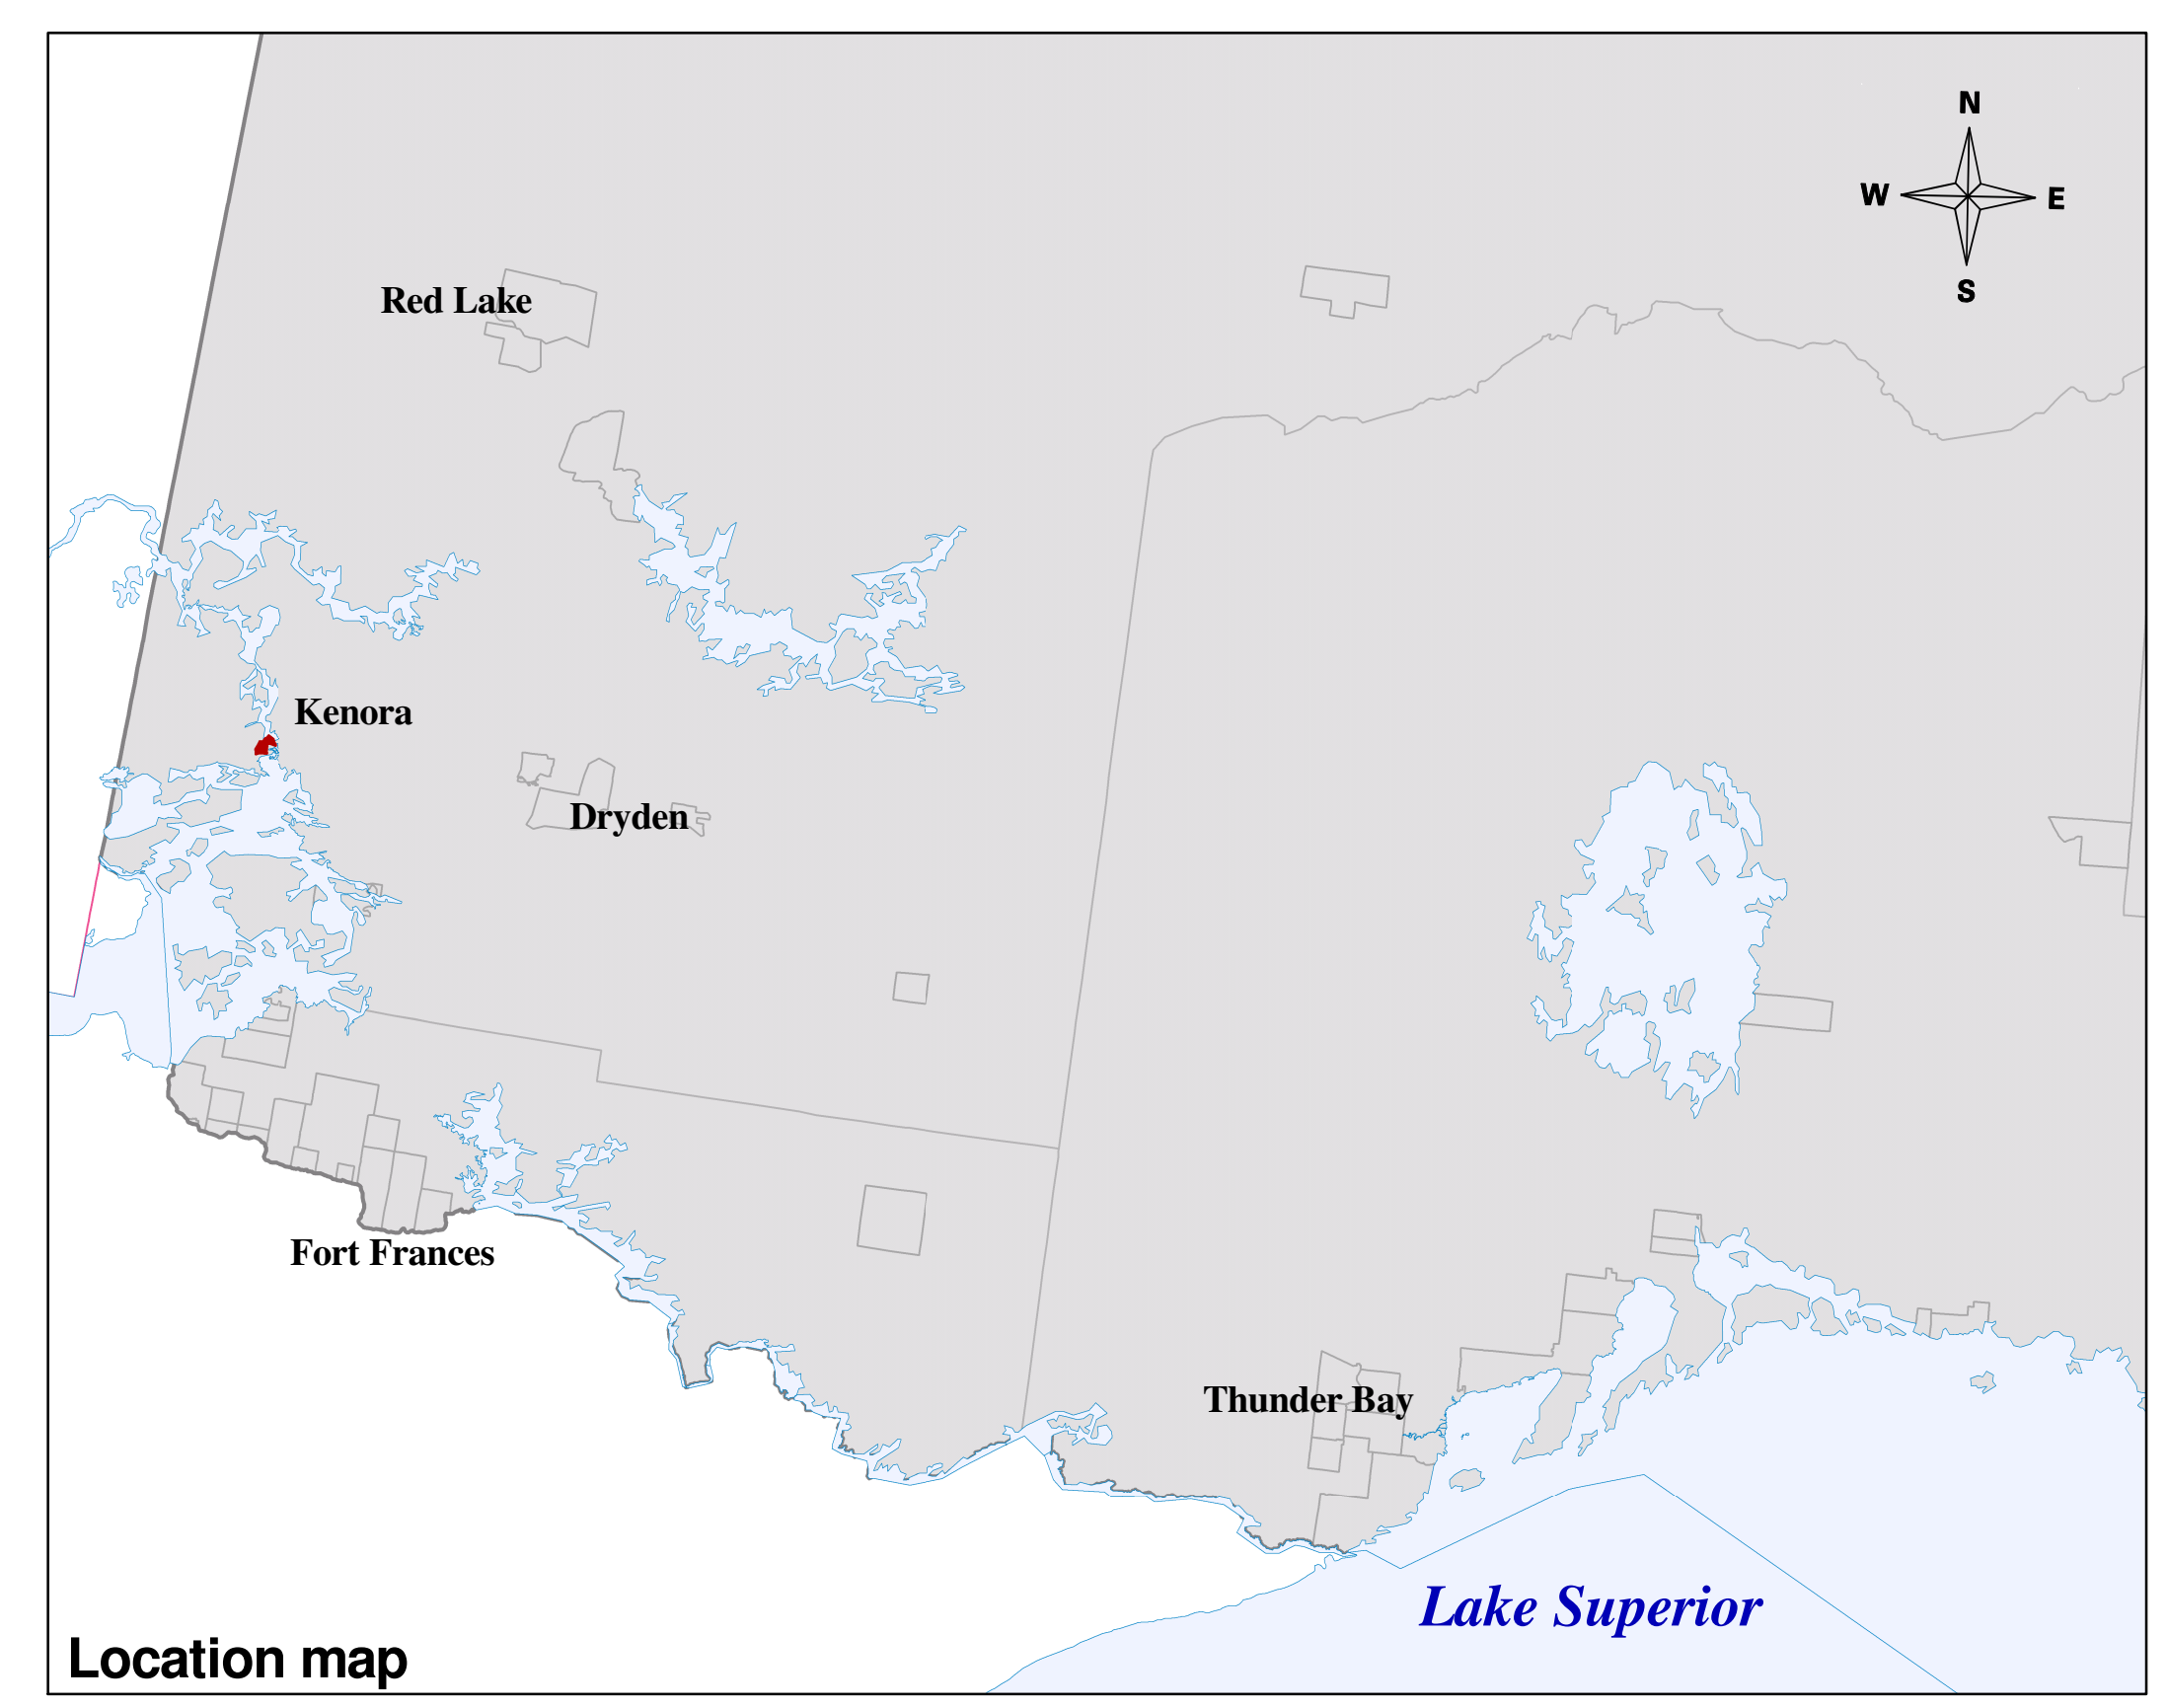 N
W
E
S
Red Lake
Kenora
Dryden
Fort Frances
Thunder Bay
Lake Superior
Location map